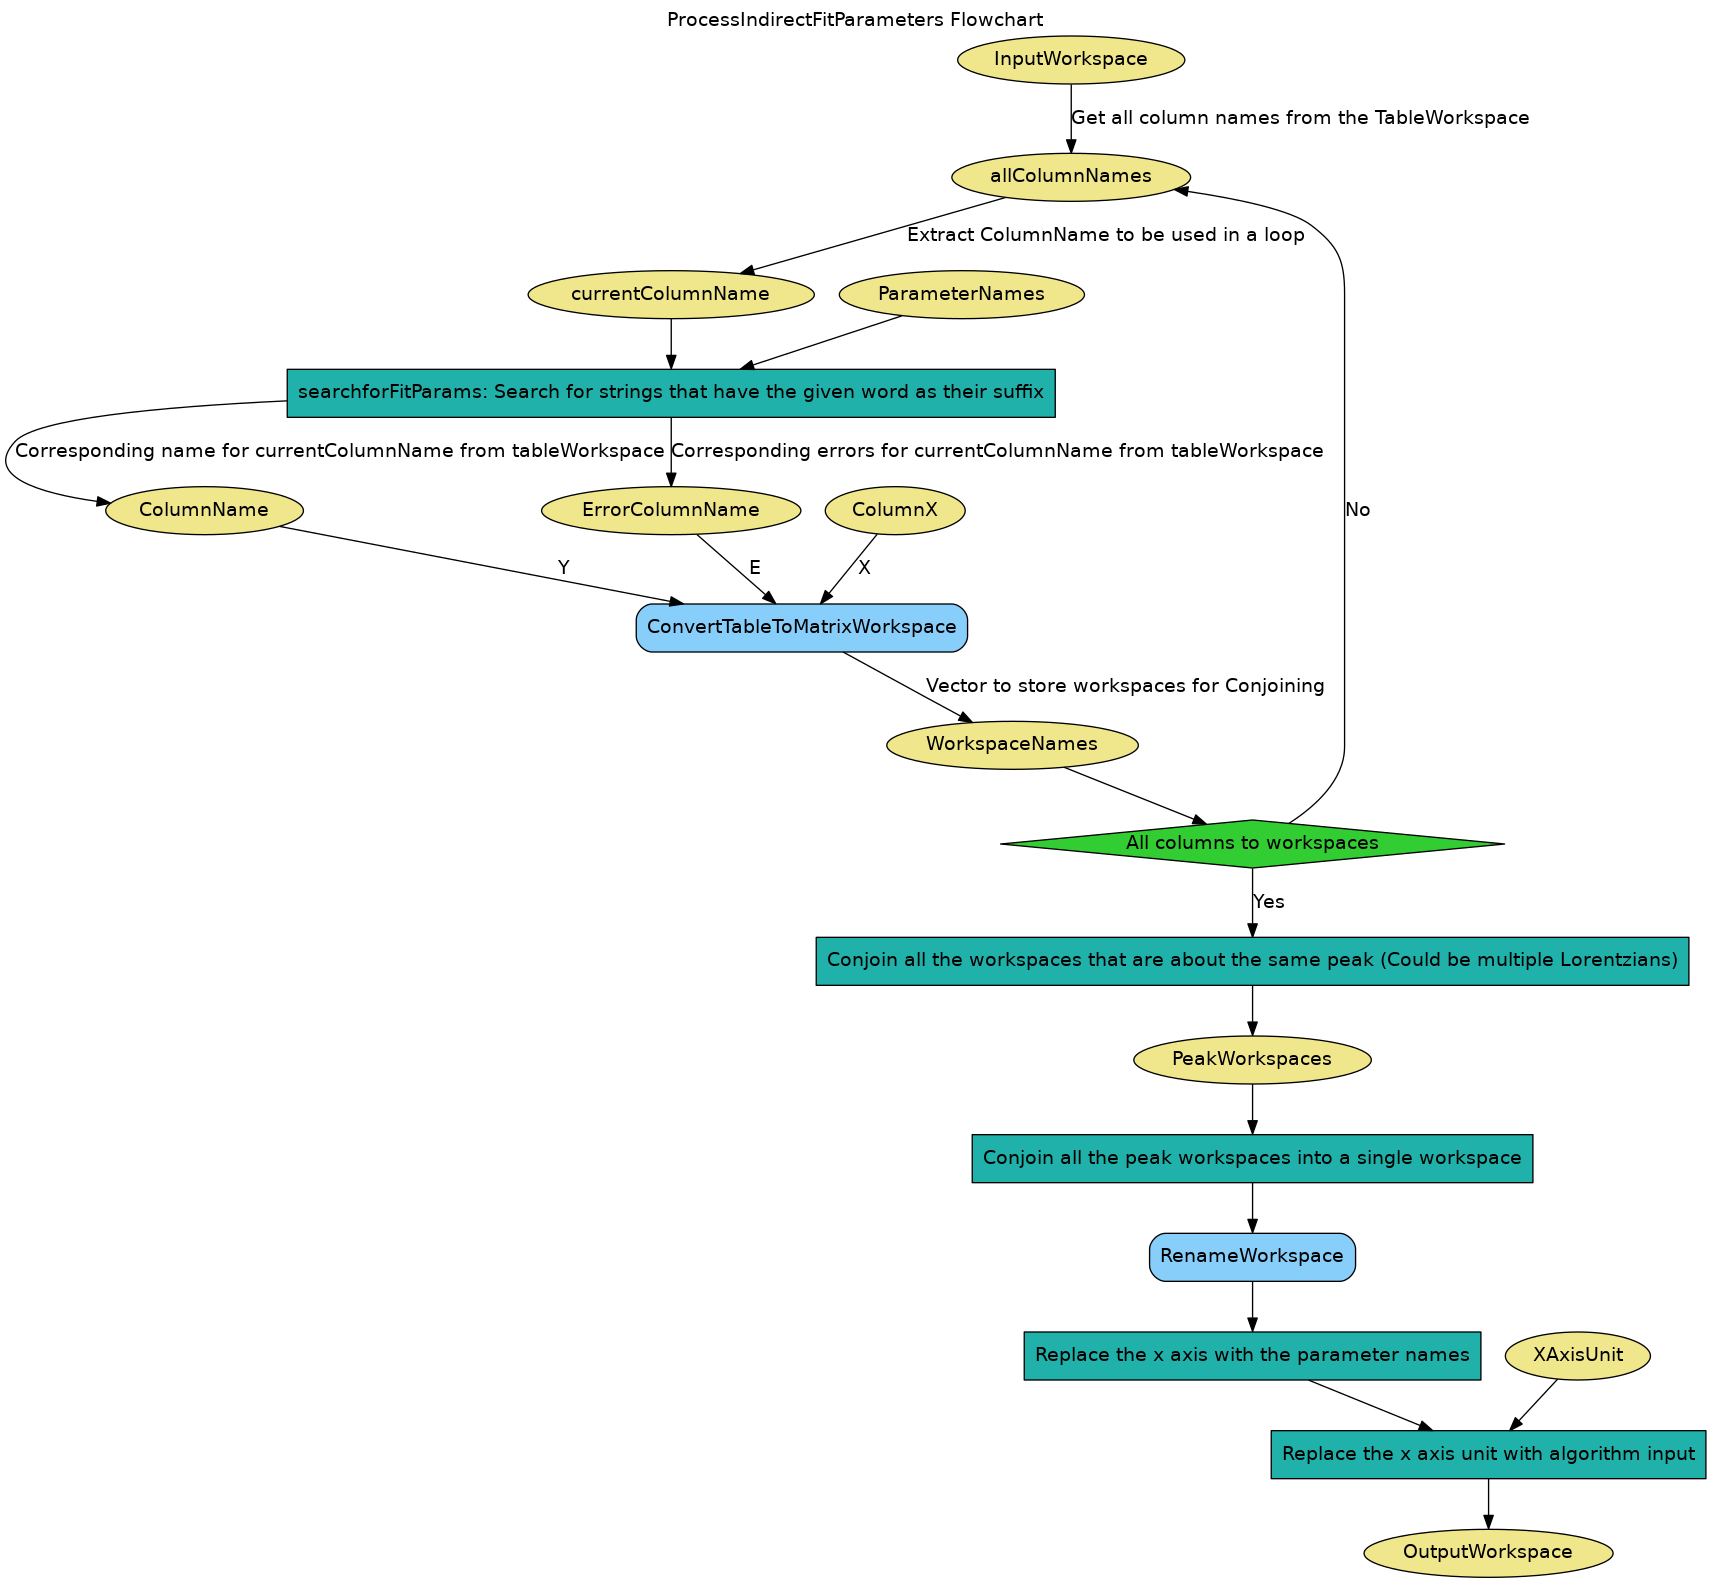 ProcessIndirectFitParameters Flowchart
InputWorkspace
Get all column names from the TableWorkspace
allColumnNames
Extract ColumnName to be used in a loop
currentColumnName
ParameterNames
searchforFitParams: Search for strings that have the given word as their suffix
Corresponding name for currentColumnName from tableWorkspace
Corresponding errors for currentColumnName from tableWorkspace
ColumnName
ErrorColumnName
ColumnX
No
Y
E
X
ConvertTableToMatrixWorkspace
Vector to store workspaces for Conjoining
WorkspaceNames
All columns to workspaces
Yes
Conjoin all the workspaces that are about the same peak (Could be multiple Lorentzians)
PeakWorkspaces
Conjoin all the peak workspaces into a single workspace
RenameWorkspace
Replace the x axis with the parameter names
XAxisUnit
Replace the x axis unit with algorithm input
OutputWorkspace